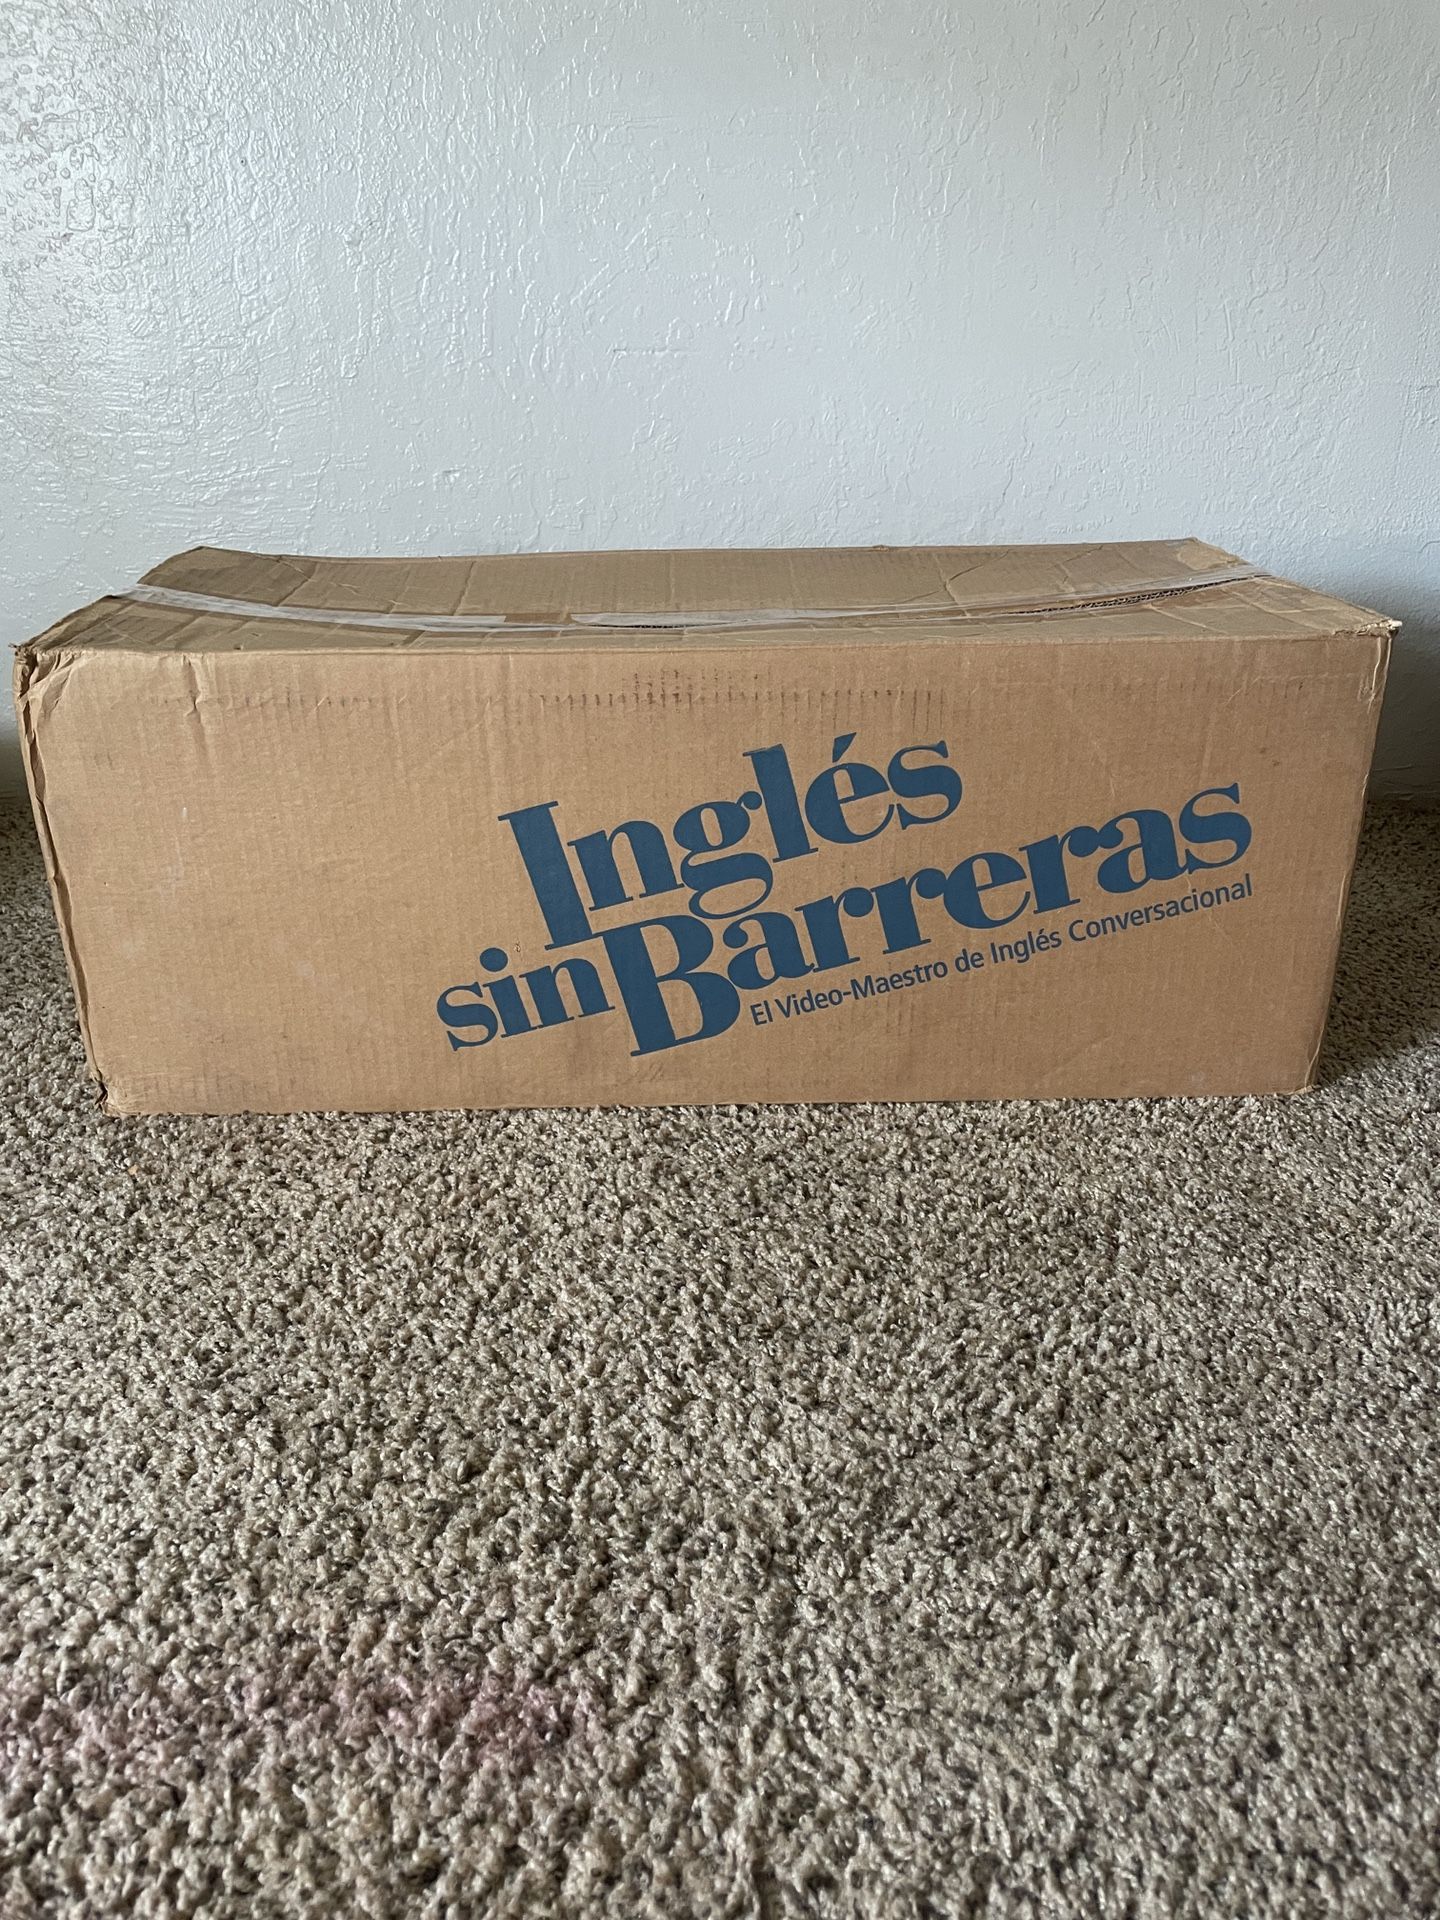 Inglés
sin Barreras
El Video-Maestro de Inglés Conversacional